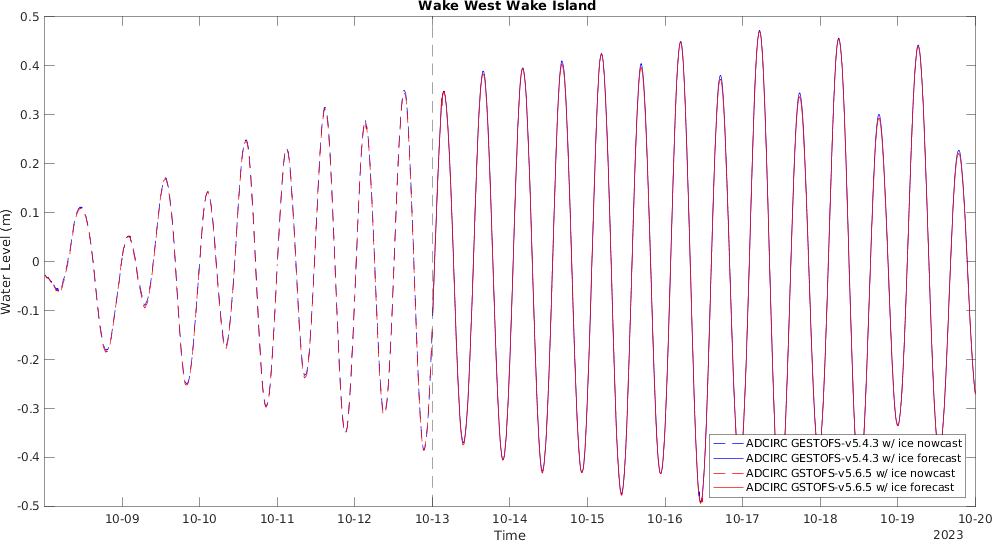 Wake West Wake Island
0.5
0.4
0.3
0.2
0.1
0
-0.1
-0.2
-0.3
-0.4
-0.5
Water Level (m)
ADCIRC GESTOFS-v5.4.3 w/ ice nowcast
ADCIRC GESTOFS-v5.4.3 w/ ice forecast
ADCIRC GSTOFS-v5.6.5 w/ ice nowcast
ADCIRC GSTOFS-v5.6.5 w/ ice forecast
10-09 10-10 10-11 10-12 10-13 10-14 10-15 10-16 10-17 10-18 10-19 10-20
Time
2023